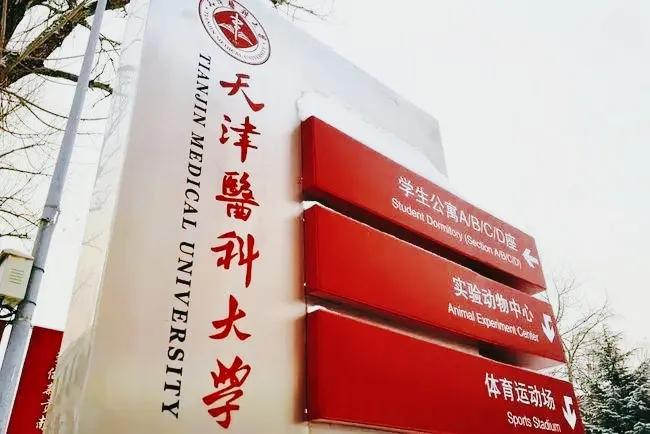 天津醫科大学
TIANJIN MEDICAL UNIVERSITY
学生公寓A/B/C/D座
Student Dormitory (Section A/B/C/D)
实验动物中心
Animal Experiment Center
体育运动场
Sports Stadium